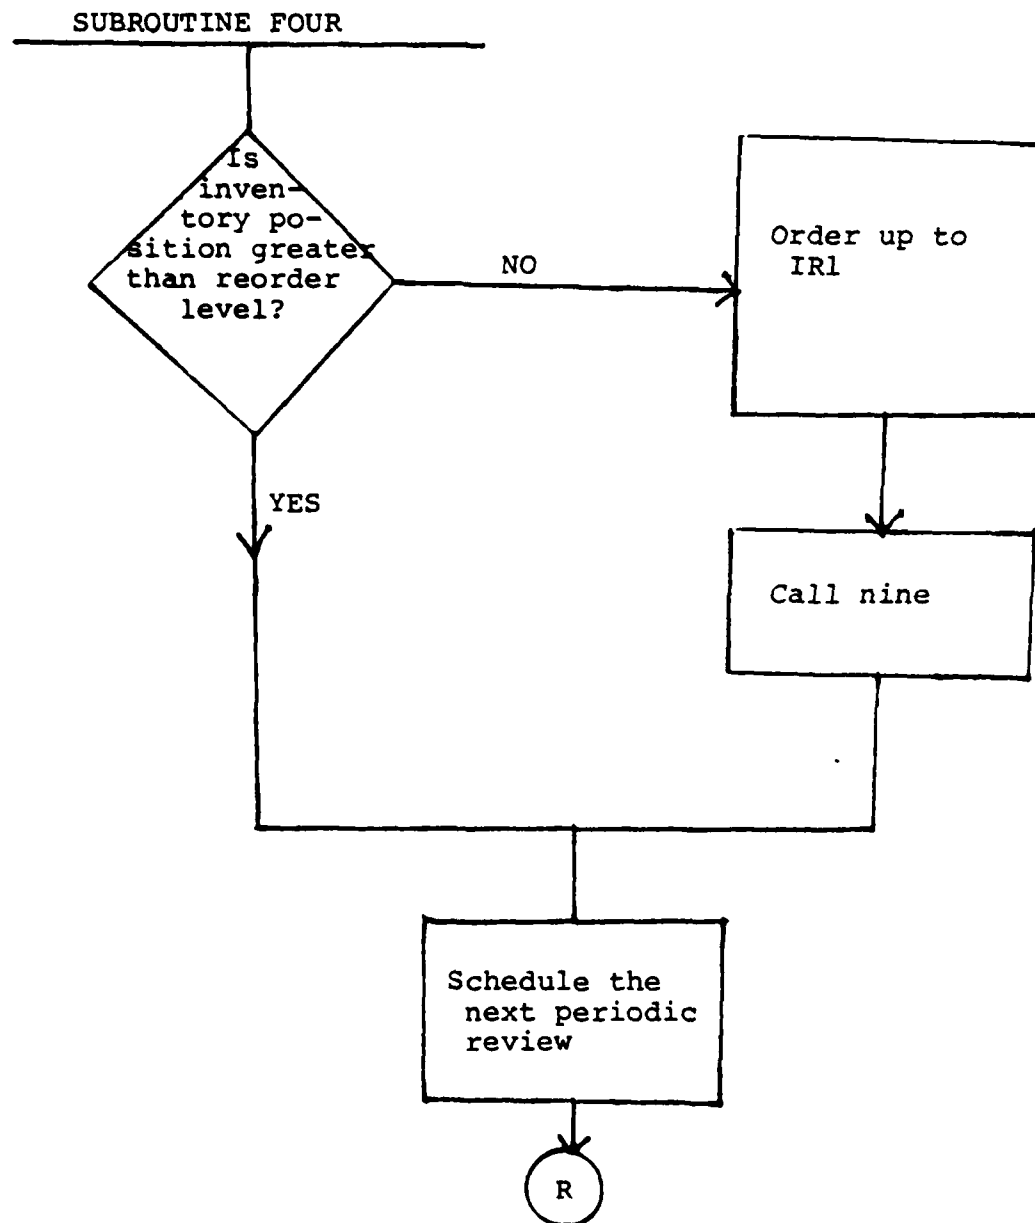 SUBROUTINE FOUR
Is
inven-
tory po-
sition greater
than reorder
level?
NO
Order up to
IR1
YES
Call nine
Schedule the
next periodic
review
R